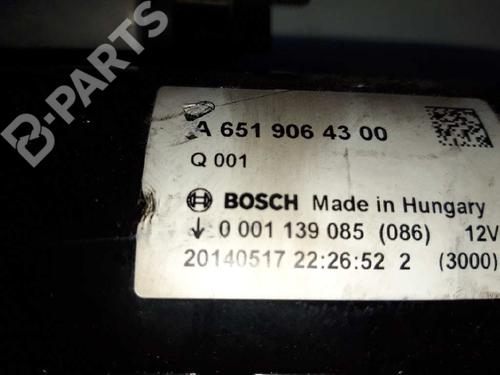 B-PARTS
A 651 906 43 00
Q 001
BOSCH Made in Hungary
↓ 0 001 139 085 (086) 12V
20140517 22:26:52 2 (3000)